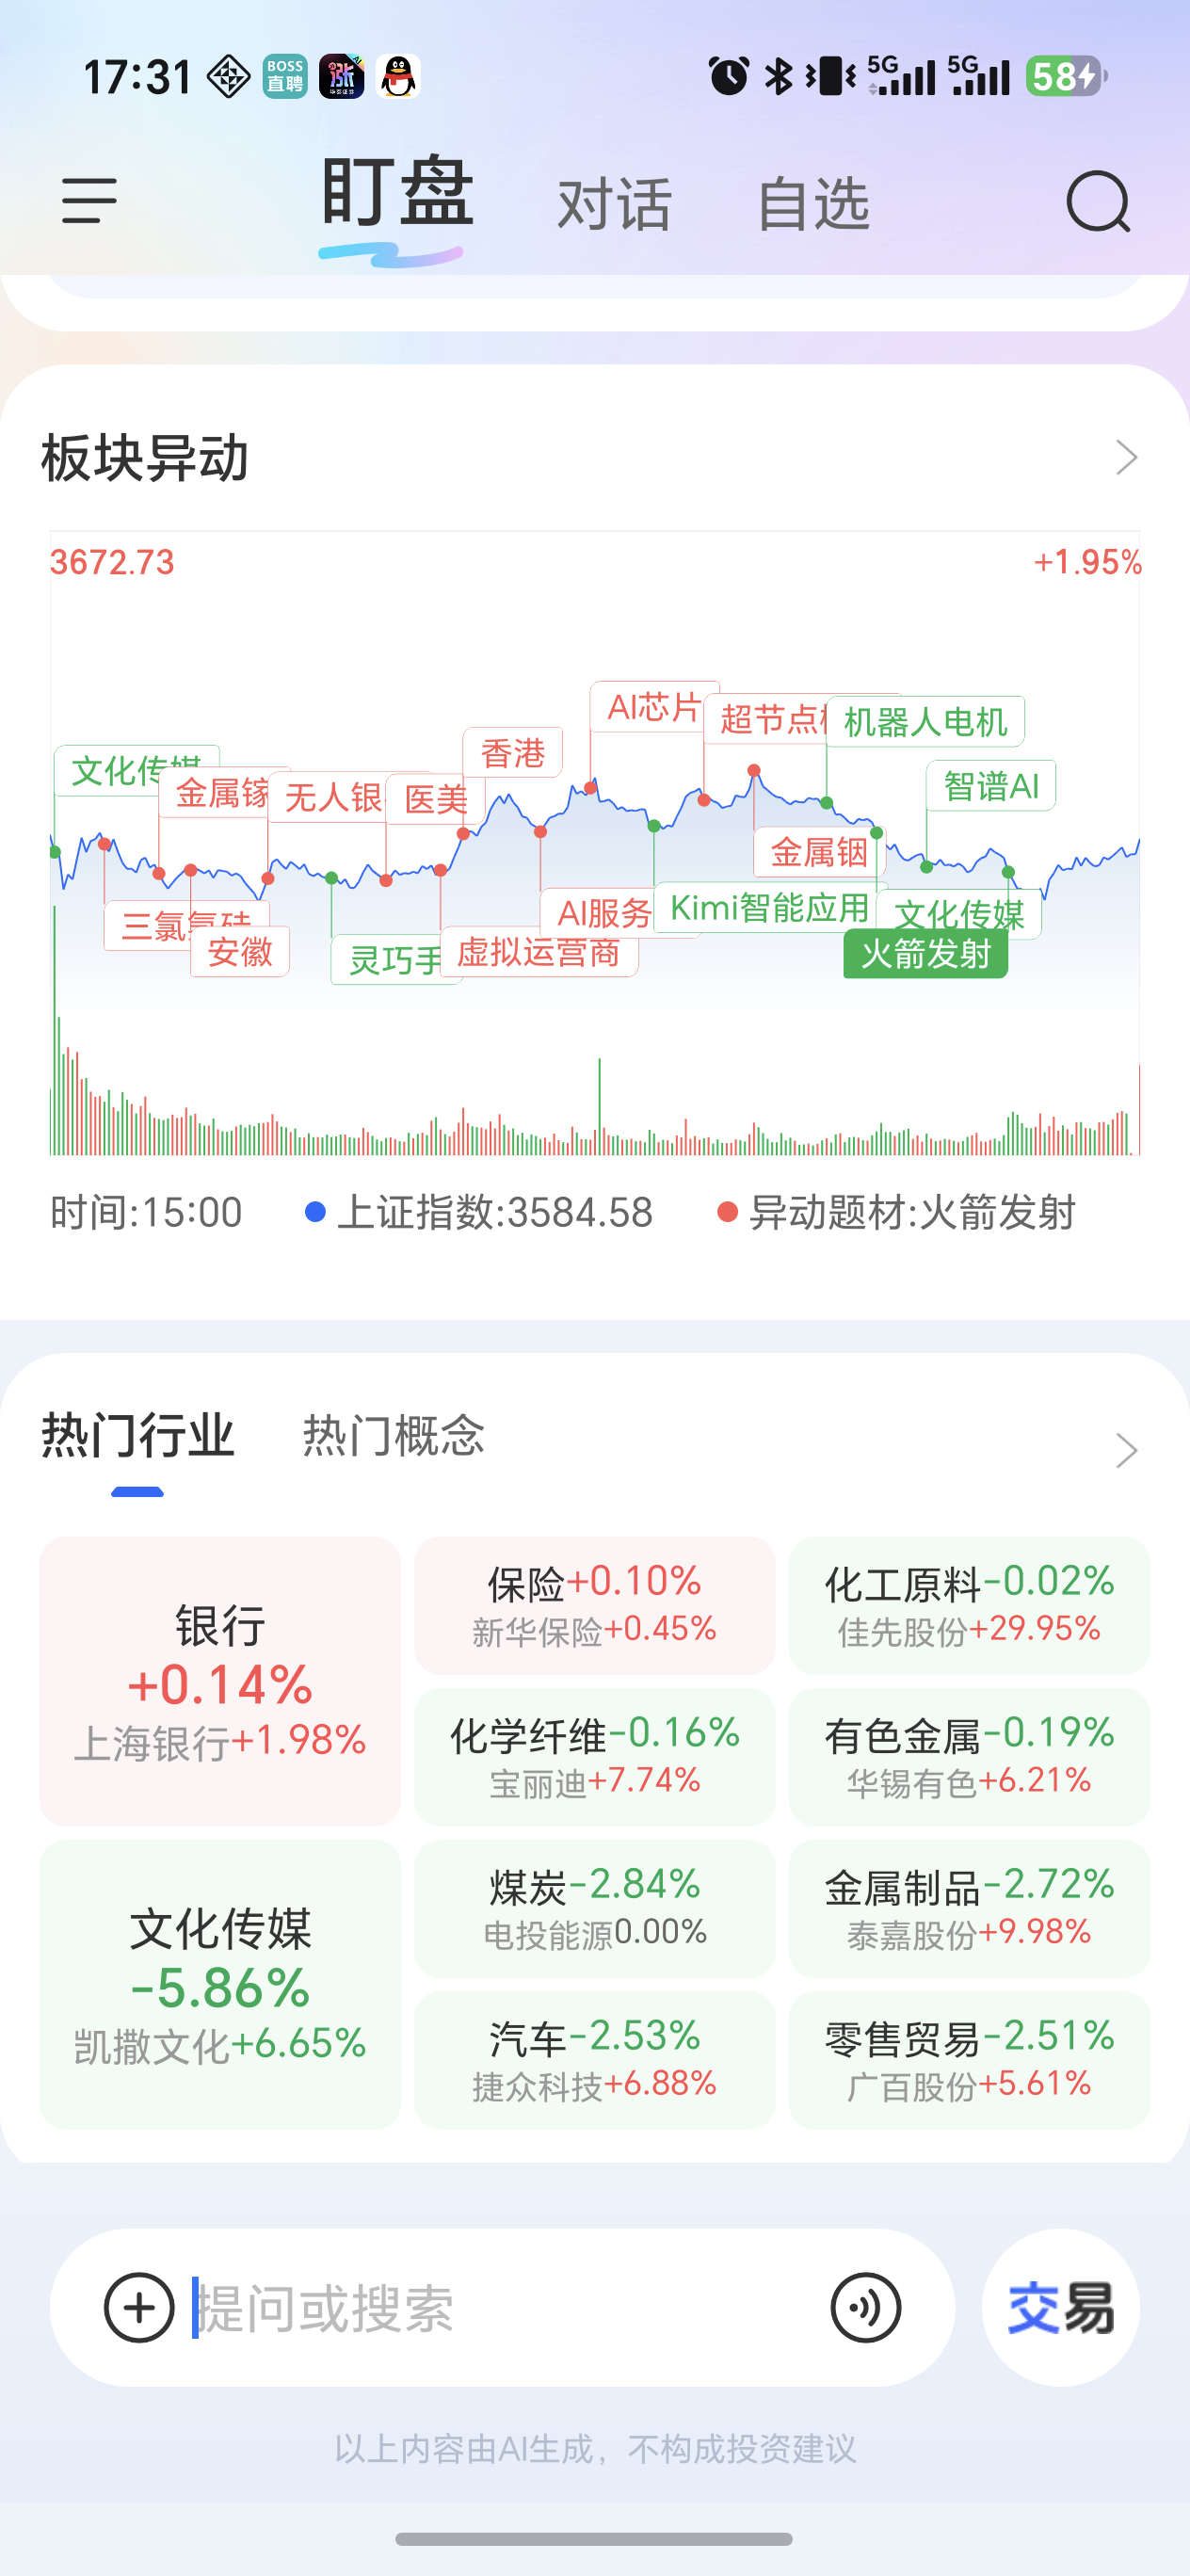 17:31 BOSS直聘 涨 5G 5G 58
盯盘 对话 自选
板块异动
3672.73 +1.95%
AI芯片 超节点 机器人电机
香港
文化传媒 金属镓 无人银 医美 智谱AI
金属铟
三氯氢硅 AI服务 Kimi智能应用 文化传媒
安徽 灵巧手 虚拟运营商 火箭发射
时间:15:00 上证指数:3584.58 异动题材:火箭发射
热门行业 热门概念
银行
+0.14%
上海银行+1.98%
保险+0.10%
新华保险+0.45%
化工原料-0.02%
佳先股份+29.95%
化学纤维-0.16%
宝丽迪+7.74%
有色金属-0.19%
华锡有色+6.21%
文化传媒
-5.86%
凯撒文化+6.65%
煤炭-2.84%
电投能源0.00%
金属制品-2.72%
泰嘉股份+9.98%
汽车-2.53%
捷众科技+6.88%
零售贸易-2.51%
广百股份+5.61%
提问或搜索 交易
以上内容由AI生成，不构成投资建议